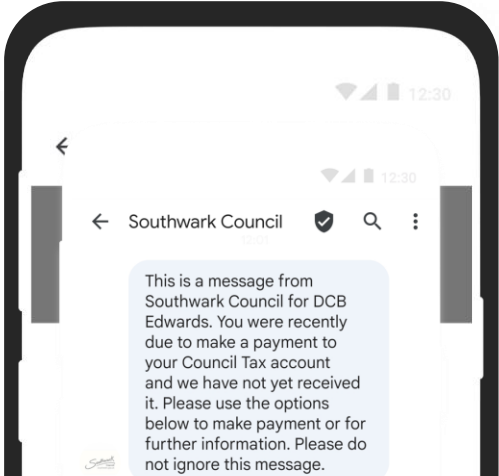 12:30
12:30
Southwark Council
12:01
This is a message from
Southwark Council for DCB
Edwards. You were recently
due to make a payment to
your Council Tax account
and we have not yet received
it. Please use the options
below to make payment or for
further information. Please do
not ignore this message.